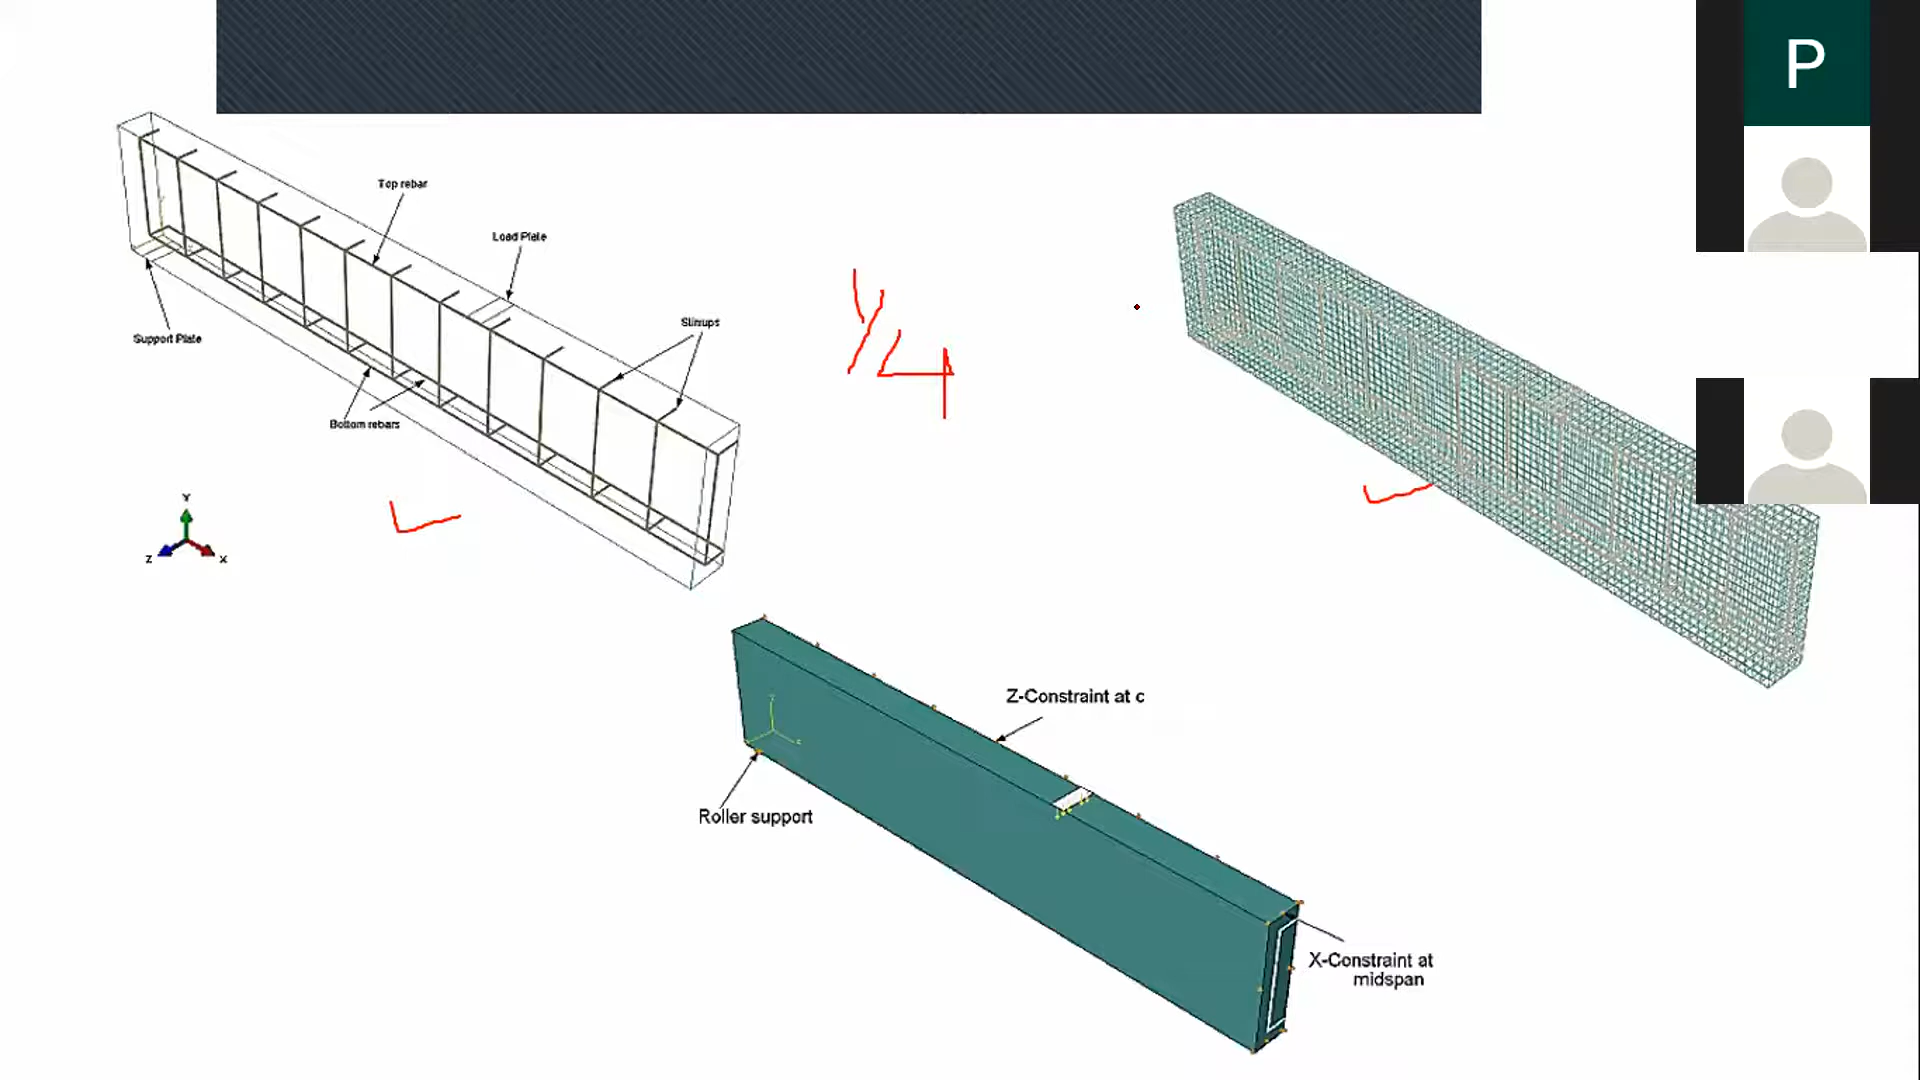 P
Top rebar
Load Plate
Stirrups
Support Plate
Bottom rebars
1/4
Y
Z
X
Z-Constraint at c
Roller support
X-Constraint at
midspan